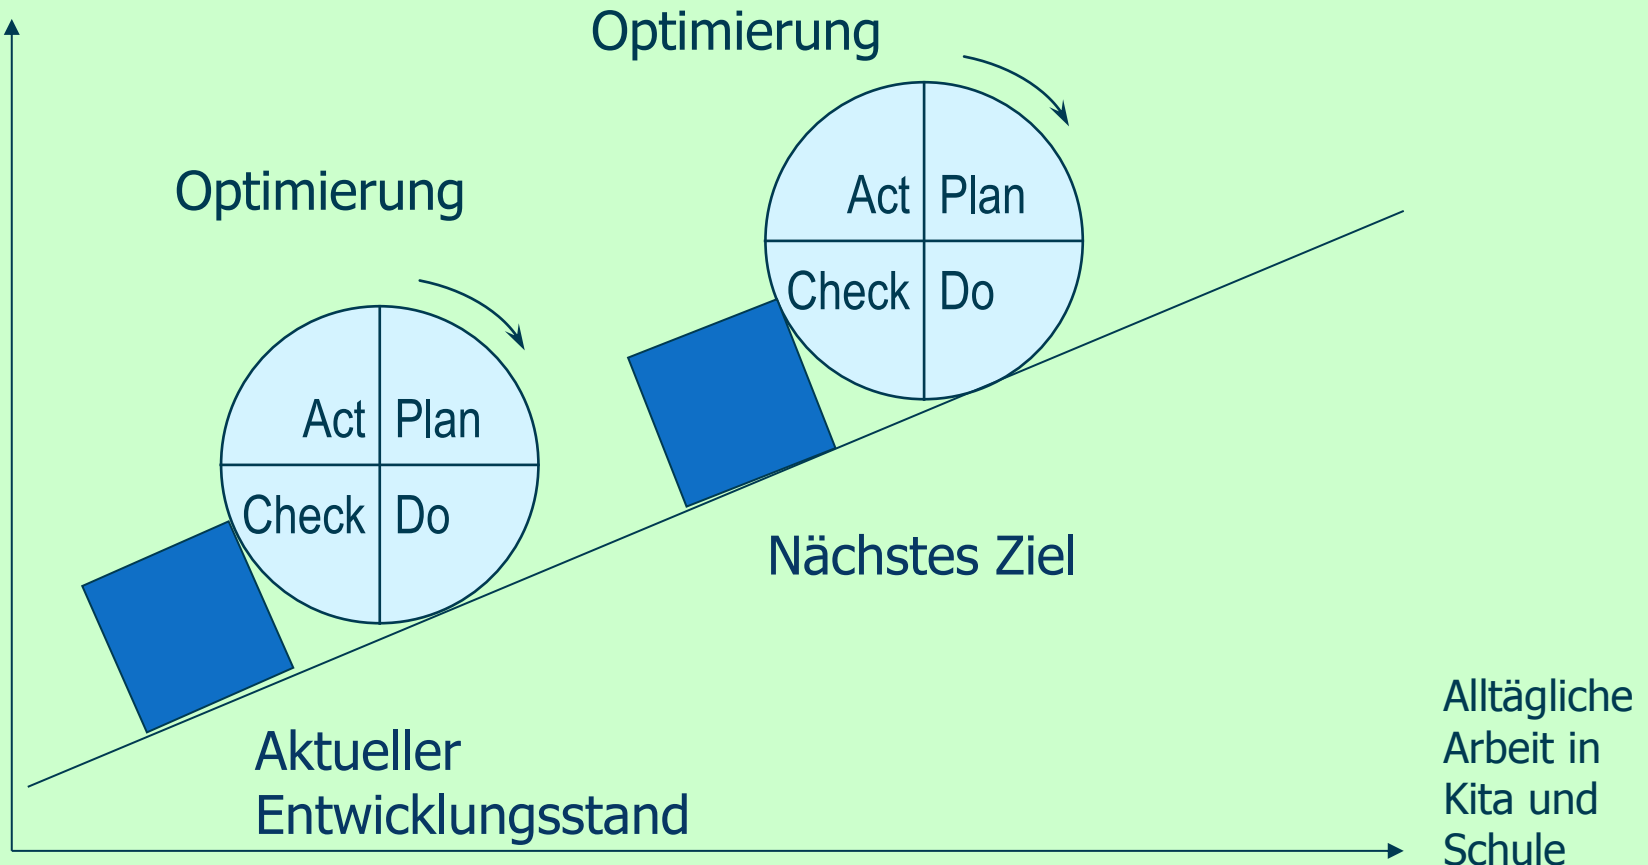 Optimierung
Optimierung
Act Plan
Check Do
Act Plan
Check Do
Nächstes Ziel
Aktueller
Entwicklungsstand
Alltägliche
Arbeit in
Kita und
Schule